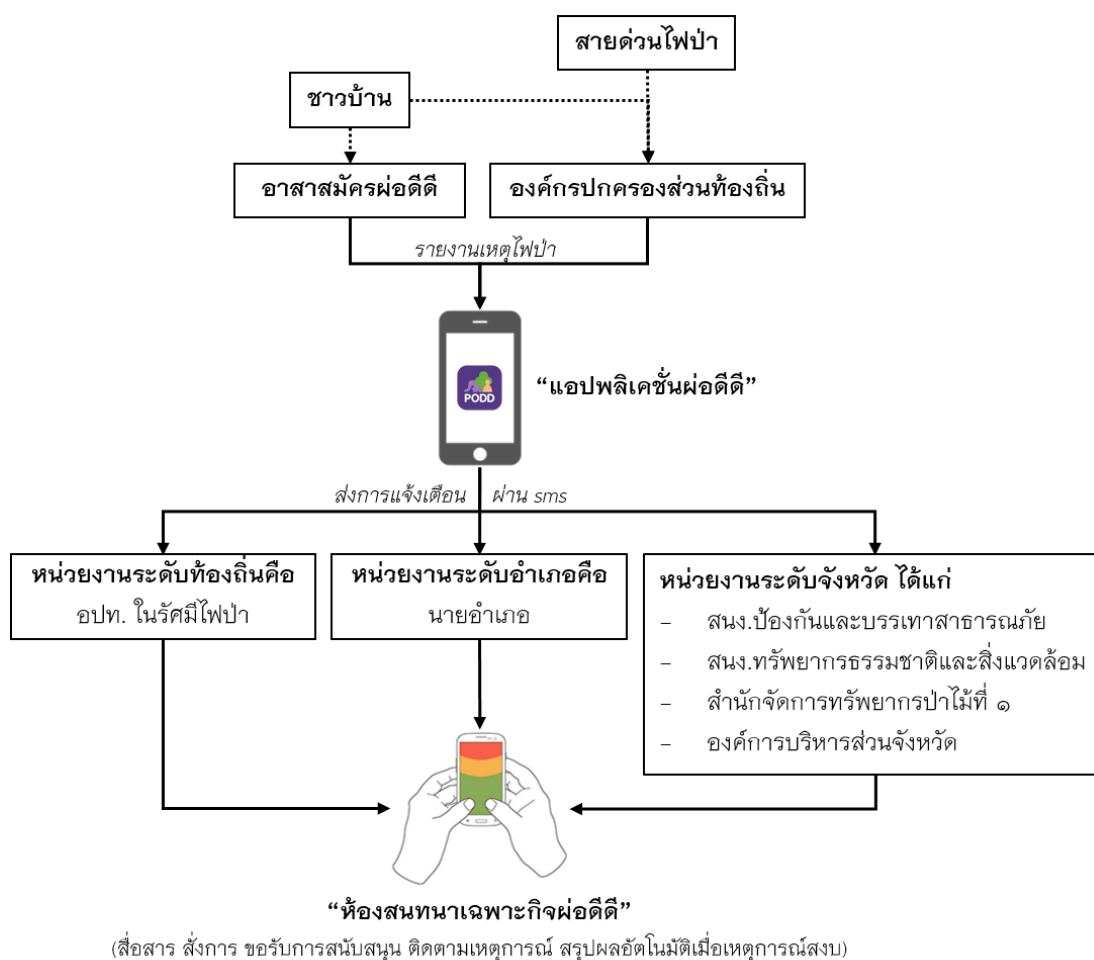 สายด่วนไฟป่า
ชาวบ้าน
อาสาสมัครผ่อดีดี
องค์กรปกครองส่วนท้องถิ่น
รายงานเหตุไฟป่า
PODD
“แอปพลิเคชั่นผ่อดีดี”
ส่งการแจ้งเตือน ผ่าน sms
หน่วยงานระดับท้องถิ่นคือ
อปท. ในรัศมีไฟป่า
หน่วยงานระดับอำเภอคือ
นายอำเภอ
หน่วยงานระดับจังหวัด ได้แก่
– สนง.ป้องกันและบรรเทาสาธารณภัย
– สนง.ทรัพยากรธรรมชาติและสิ่งแวดล้อม
– สำนักจัดการทรัพยากรป่าไม้ที่ ๑
– องค์การบริหารส่วนจังหวัด
“ห้องสนทนาเฉพาะกิจผ่อดีดี”
(สื่อสาร สั่งการ ขอรับการสนับสนุน ติดตามเหตุการณ์ สรุปผลอัตโนมัติเมื่อเหตุการณ์สงบ)